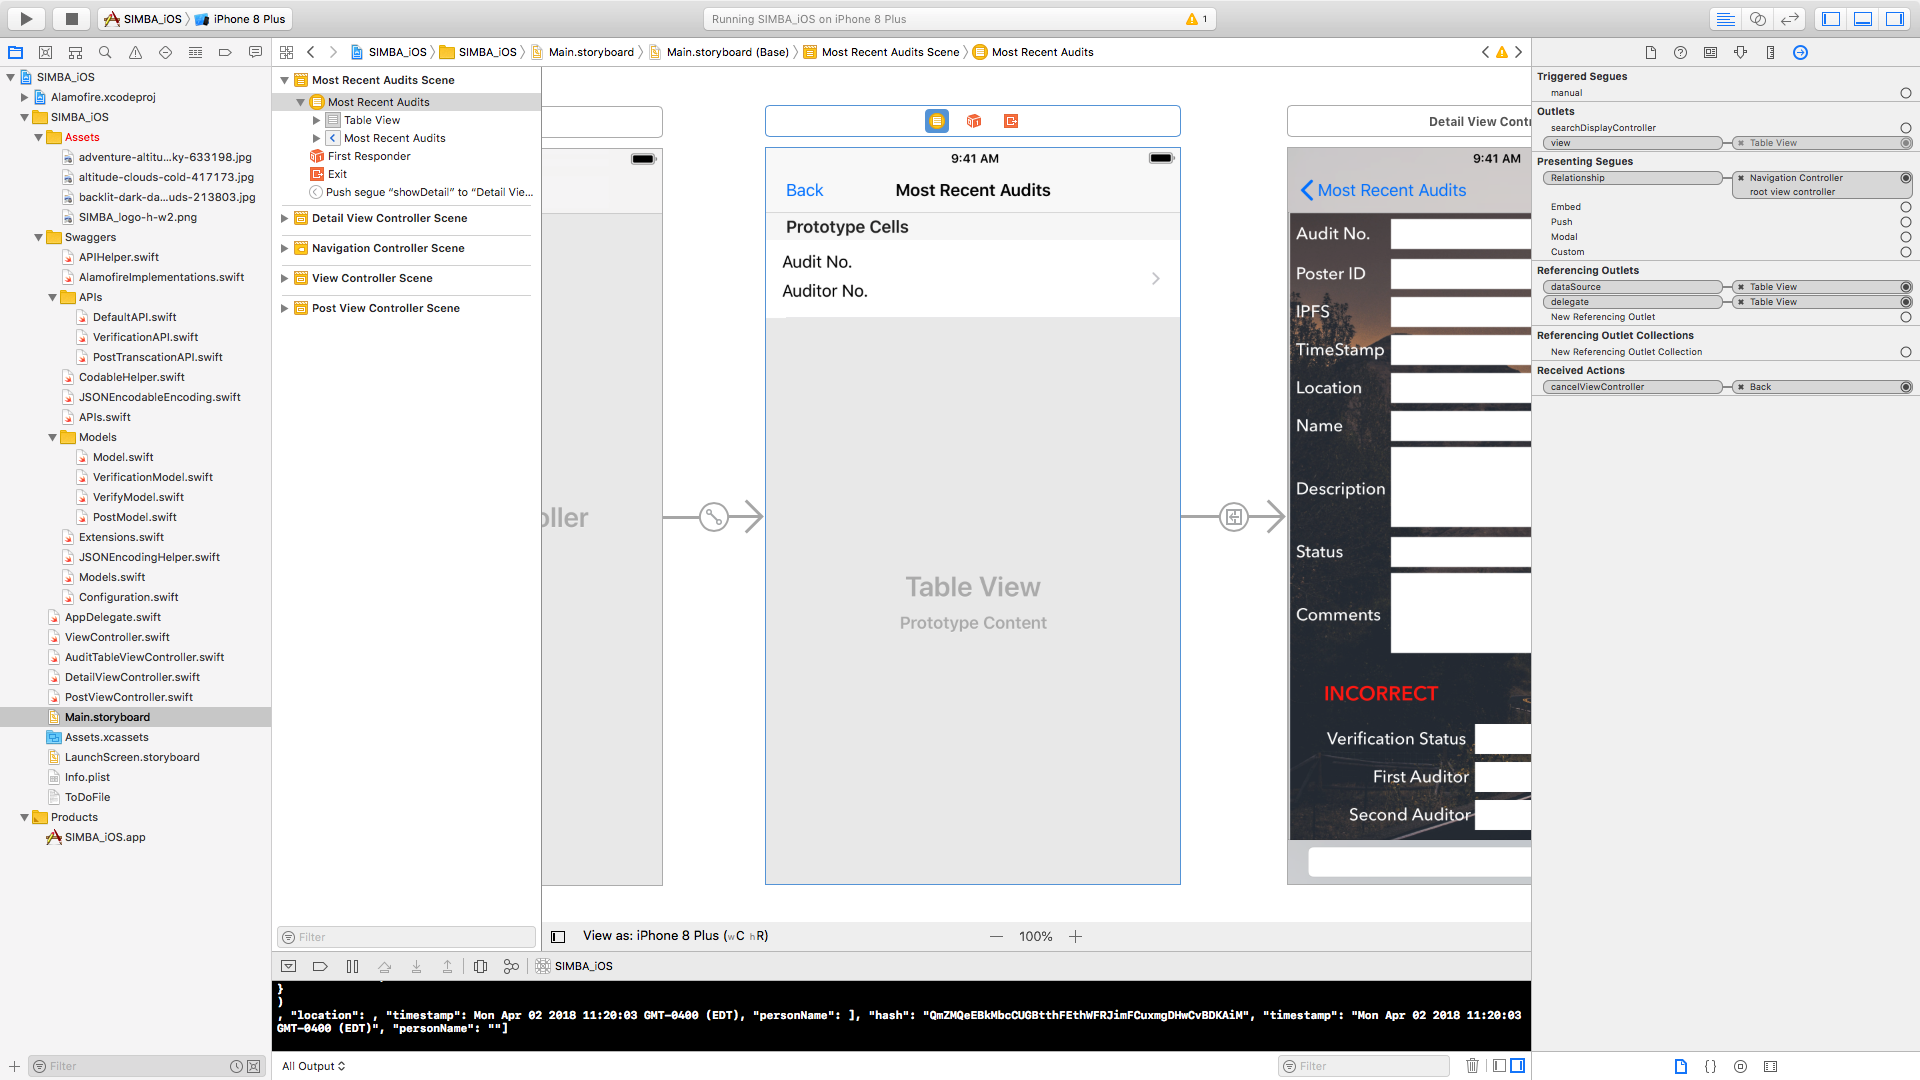 SIMBA_iOS
iPhone 8 Plus
Running SIMBA_iOS on iPhone 8 Plus
1
SIMBA_iOS
SIMBA_iOS
Main.storyboard
Main.storyboard (Base)
Most Recent Audits Scene
Most Recent Audits
SIMBA_iOS
Alamofire.xcodeproj
SIMBA_iOS
Assets
adventure-altitu...ky-633198.jpg
altitude-clouds-cold-417173.jpg
backlit-dark-da...uds-213803.jpg
SIMBA_logo-h-w2.png
Swaggers
APIHelper.swift
AlamofireImplementations.swift
APIs
DefaultAPI.swift
VerificationAPI.swift
PostTranscationAPI.swift
CodableHelper.swift
JSONEncodableEncoding.swift
APIs.swift
Models
Model.swift
VerificationModel.swift
VerifyModel.swift
PostModel.swift
Extensions.swift
JSONEncodingHelper.swift
Models.swift
Configuration.swift
AppDelegate.swift
ViewController.swift
AuditTableViewController.swift
DetailViewController.swift
PostViewController.swift
Main.storyboard
Assets.xcassets
LaunchScreen.storyboard
Info.plist
ToDoFile
Products
SIMBA_iOS.app
Filter
Most Recent Audits Scene
Most Recent Audits
Table View
Most Recent Audits
First Responder
Exit
Push segue “showDetail” to “Detail Vie...
Detail View Controller Scene
Navigation Controller Scene
View Controller Scene
Post View Controller Scene
Filter
oller
9:41 AM
Back
Most Recent Audits
Prototype Cells
Audit No.
Auditor No.
Table View
Prototype Content
Detail View Contr
9:41 AM
Most Recent Audits
Audit No.
Poster ID
IPFS
TimeStamp
Location
Name
Description
Status
Comments
INCORRECT
Verification Status
First Auditor
Second Auditor
View as: iPhone 8 Plus (wC hR)
100%
SIMBA_iOS
}
)
, "location": , "timestamp": Mon Apr 02 2018 11:20:03 GMT-0400 (EDT), "personName": ], "hash": "QmZMQeEBkMbcCUGBtthFEthWFRJimFCuxmgDHwCvBDKAiM", "timestamp": "Mon Apr 02 2018 11:20:03
GMT-0400 (EDT)", "personName": ""]
All Output
Filter
Triggered Segues
manual
Outlets
searchDisplayController
view
Table View
Presenting Segues
Relationship
Navigation Controller
root view controller
Embed
Push
Modal
Custom
Referencing Outlets
dataSource
Table View
delegate
Table View
New Referencing Outlet
Referencing Outlet Collections
New Referencing Outlet Collection
Received Actions
cancelViewController
Back